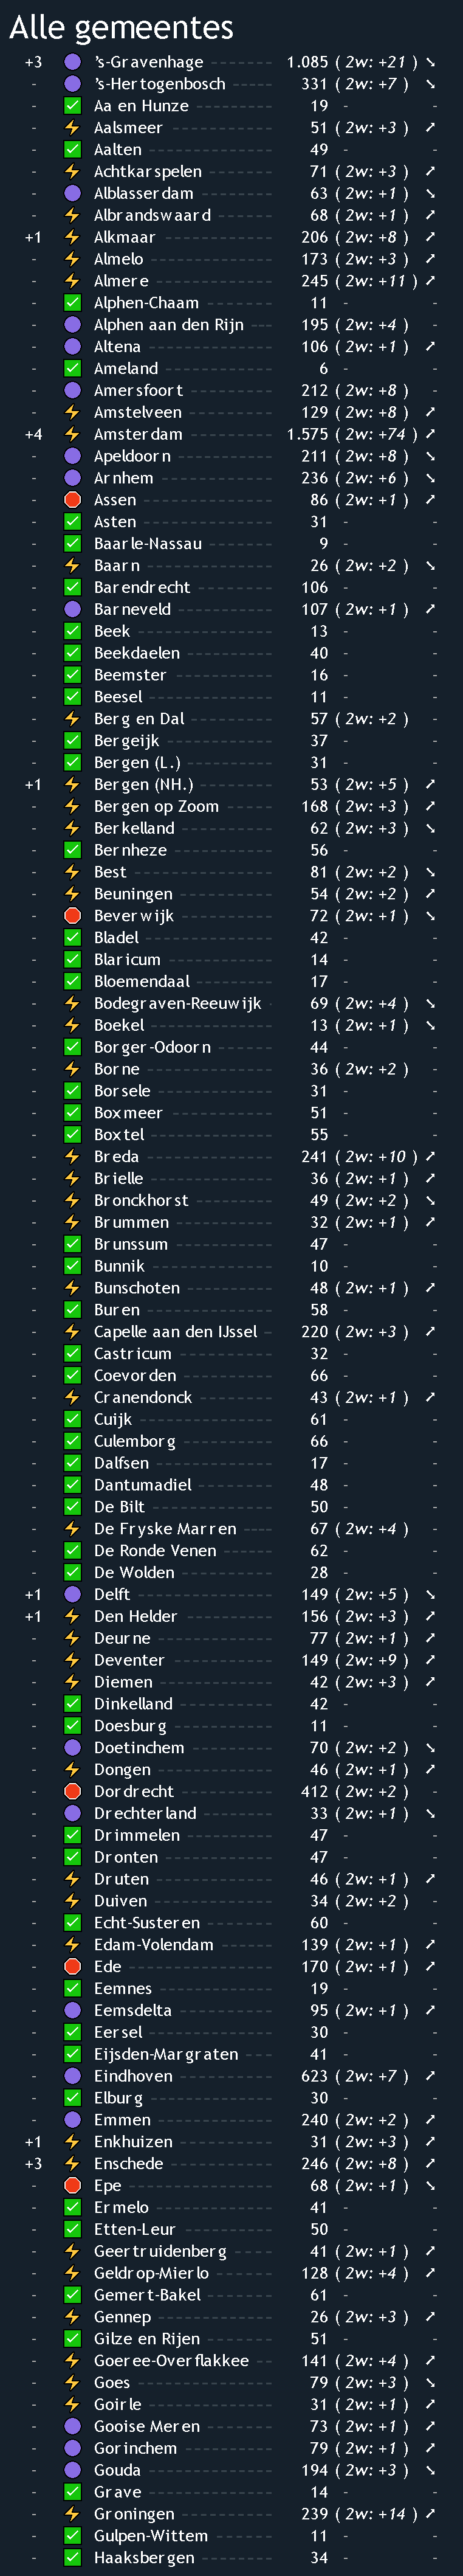 Alle gemeentes
+3 's-Gravenhage 1.085 ( 2w: +21 ) ↘
- 's-Hertogenbosch 331 ( 2w: +7 ) ↘
- Aa en Hunze 19 - -
- Aalsmeer 51 ( 2w: +3 ) ↗
- Aalten 49 - -
- Achtkarspelen 71 ( 2w: +3 ) ↗
- Alblasserdam 63 ( 2w: +1 ) ↘
- Albrandswaard 68 ( 2w: +1 ) ↗
+1 Alkmaar 206 ( 2w: +8 ) ↗
- Almelo 173 ( 2w: +3 ) ↗
- Almere 245 ( 2w: +11 ) ↗
- Alphen-Chaam 11 - -
- Alphen aan den Rijn 195 ( 2w: +4 ) -
- Altena 106 ( 2w: +1 ) ↗
- Ameland 6 - -
- Amersfoort 212 ( 2w: +8 ) -
- Amstelveen 129 ( 2w: +8 ) ↗
+4 Amsterdam 1.575 ( 2w: +74 ) ↗
- Apeldoorn 211 ( 2w: +8 ) ↘
- Arnhem 236 ( 2w: +6 ) ↘
- Assen 86 ( 2w: +1 ) ↗
- Asten 31 - -
- Baarle-Nassau 9 - -
- Baarn 26 ( 2w: +2 ) ↘
- Barendrecht 106 - -
- Barneveld 107 ( 2w: +1 ) ↗
- Beek 13 - -
- Beekdaelen 40 - -
- Beemster 16 - -
- Beesel 11 - -
- Berg en Dal 57 ( 2w: +2 ) -
- Bergeijk 37 - -
- Bergen (L.) 31 - -
+1 Bergen (NH.) 53 ( 2w: +5 ) ↗
- Bergen op Zoom 168 ( 2w: +3 ) ↗
- Berkelland 62 ( 2w: +3 ) ↘
- Bernheze 56 - -
- Best 81 ( 2w: +2 ) ↘
- Beuningen 54 ( 2w: +2 ) ↗
- Beverwijk 72 ( 2w: +1 ) ↘
- Bladel 42 - -
- Blaricum 14 - -
- Bloemendaal 17 - -
- Bodegraven-Reeuwijk 69 ( 2w: +4 ) ↘
- Boekel 13 ( 2w: +1 ) ↘
- Borger-Odoorn 44 - -
- Borne 36 ( 2w: +2 ) -
- Borsele 31 - -
- Boxmeer 51 - -
- Boxtel 55 - -
- Breda 241 ( 2w: +10 ) ↗
- Brielle 36 ( 2w: +1 ) ↗
- Bronckhorst 49 ( 2w: +2 ) ↘
- Brummen 32 ( 2w: +1 ) ↗
- Brunssum 47 - -
- Bunnik 10 - -
- Bunschoten 48 ( 2w: +1 ) ↗
- Buren 58 - -
- Capelle aan den IJssel 220 ( 2w: +3 ) ↗
- Castricum 32 - -
- Coevorden 66 - -
- Cranendonck 43 ( 2w: +1 ) ↗
- Cuijk 61 - -
- Culemborg 66 - -
- Dalfsen 17 - -
- Dantumadiel 48 - -
- De Bilt 50 - -
- De Fryske Marren 67 ( 2w: +4 ) -
- De Ronde Venen 62 - -
- De Wolden 28 - -
+1 Delft 149 ( 2w: +5 ) ↘
+1 Den Helder 156 ( 2w: +3 ) ↗
- Deurne 77 ( 2w: +1 ) ↗
- Deventer 149 ( 2w: +9 ) ↗
- Diemen 42 ( 2w: +3 ) ↗
- Dinkelland 42 - -
- Doesburg 11 - -
- Doetinchem 70 ( 2w: +2 ) ↘
- Dongen 46 ( 2w: +1 ) ↗
- Dordrecht 412 ( 2w: +2 ) -
- Drechterland 33 ( 2w: +1 ) ↘
- Drimmelen 47 - -
- Dronten 47 - -
- Druten 46 ( 2w: +1 ) ↗
- Duiven 34 ( 2w: +2 ) -
- Echt-Susteren 60 - -
- Edam-Volendam 139 ( 2w: +1 ) ↗
- Ede 170 ( 2w: +1 ) ↗
- Eemnes 19 - -
- Eemsdelta 95 ( 2w: +1 ) ↗
- Eersel 30 - -
- Eijsden-Margraten 41 - -
- Eindhoven 623 ( 2w: +7 ) ↗
- Elburg 30 - -
- Emmen 240 ( 2w: +2 ) ↗
+1 Enkhuizen 31 ( 2w: +3 ) ↗
+3 Enschede 246 ( 2w: +8 ) ↗
- Epe 68 ( 2w: +1 ) ↘
- Ermelo 41 - -
- Etten-Leur 50 - -
- Geertruidenberg 41 ( 2w: +1 ) ↗
- Geldrop-Mierlo 128 ( 2w: +4 ) ↗
- Gemert-Bakel 61 - -
- Gennep 26 ( 2w: +3 ) ↗
- Gilze en Rijen 51 - -
- Goeree-Overflakkee 141 ( 2w: +4 ) ↗
- Goes 79 ( 2w: +3 ) ↘
- Goirle 31 ( 2w: +1 ) ↗
- Gooise Meren 73 ( 2w: +1 ) ↗
- Gorinchem 79 ( 2w: +1 ) ↗
- Gouda 194 ( 2w: +3 ) ↘
- Grave 14 - -
- Groningen 239 ( 2w: +14 ) ↗
- Gulpen-Wittem 11 - -
- Haaksbergen 34 - -